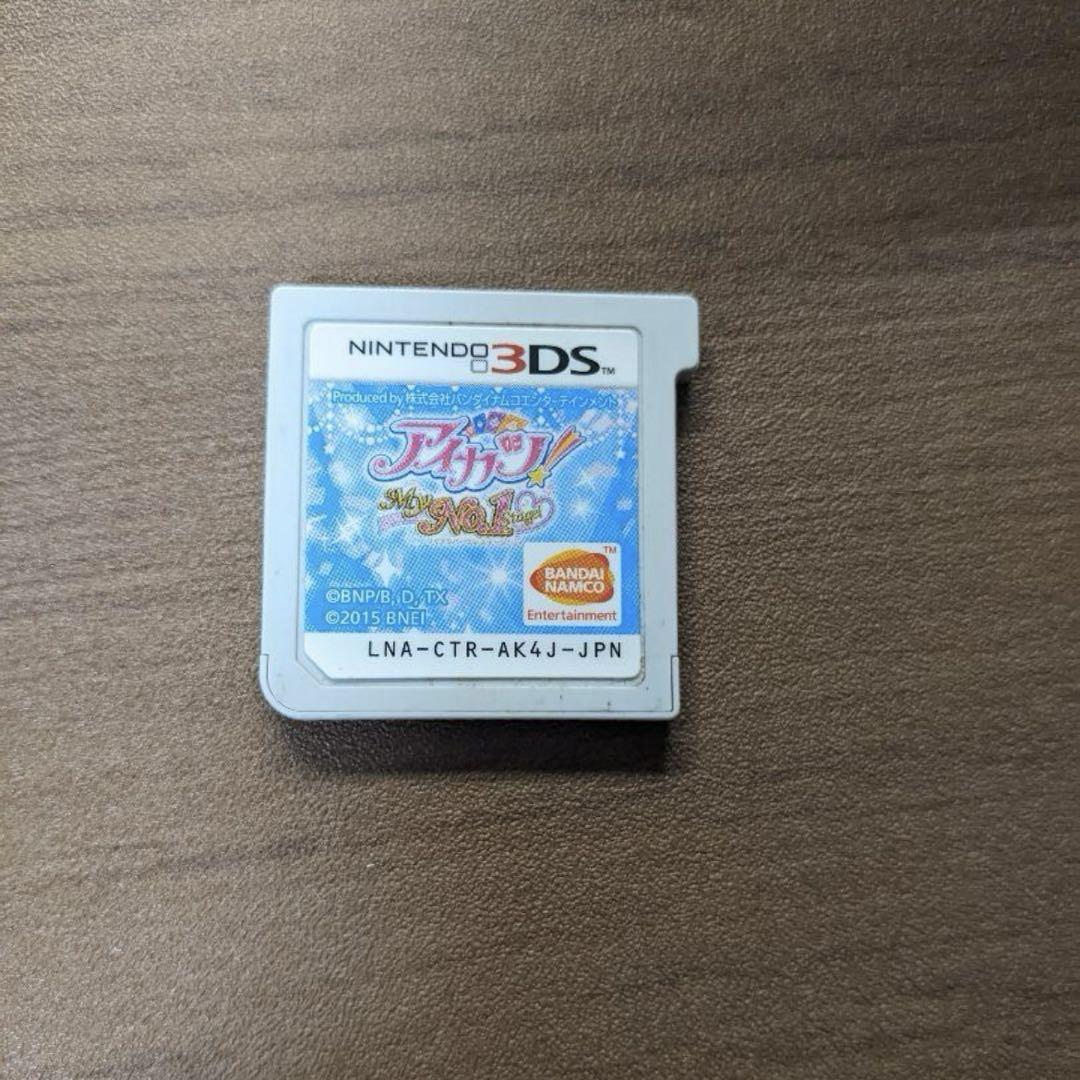 NINTENDO 3DS™
Produced by 株式会社バンダイナムコエンターテインメント
アイカツ!
My No.1 Stage!
©BNP/B, D, TX
©2015 BNEI
BANDAI
NAMCO
TM
Entertainment
LNA-CTR-AK4J-JPN